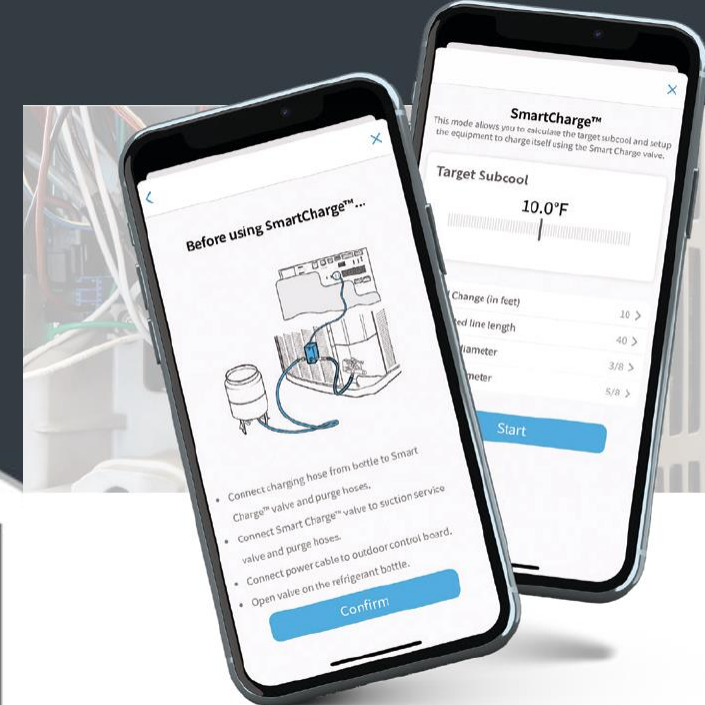 Before using SmartCharge™...
Connect charging hose from bottle to Smart
Charge™ valve and purge hoses.
Connect Smart Charge™ valve to suction service
valve and purge hoses.
Connect power cable to outdoor control board.
Open valve on the refrigerant bottle.
Confirm
SmartCharge™
This mode allows you to calculate the target subcool and setup
the equipment to charge itself using the Smart Charge valve.
Target Subcool
10.0°F
Change (in feet) 10 >
line length 40 >
3/8 >
5/8 >
Start